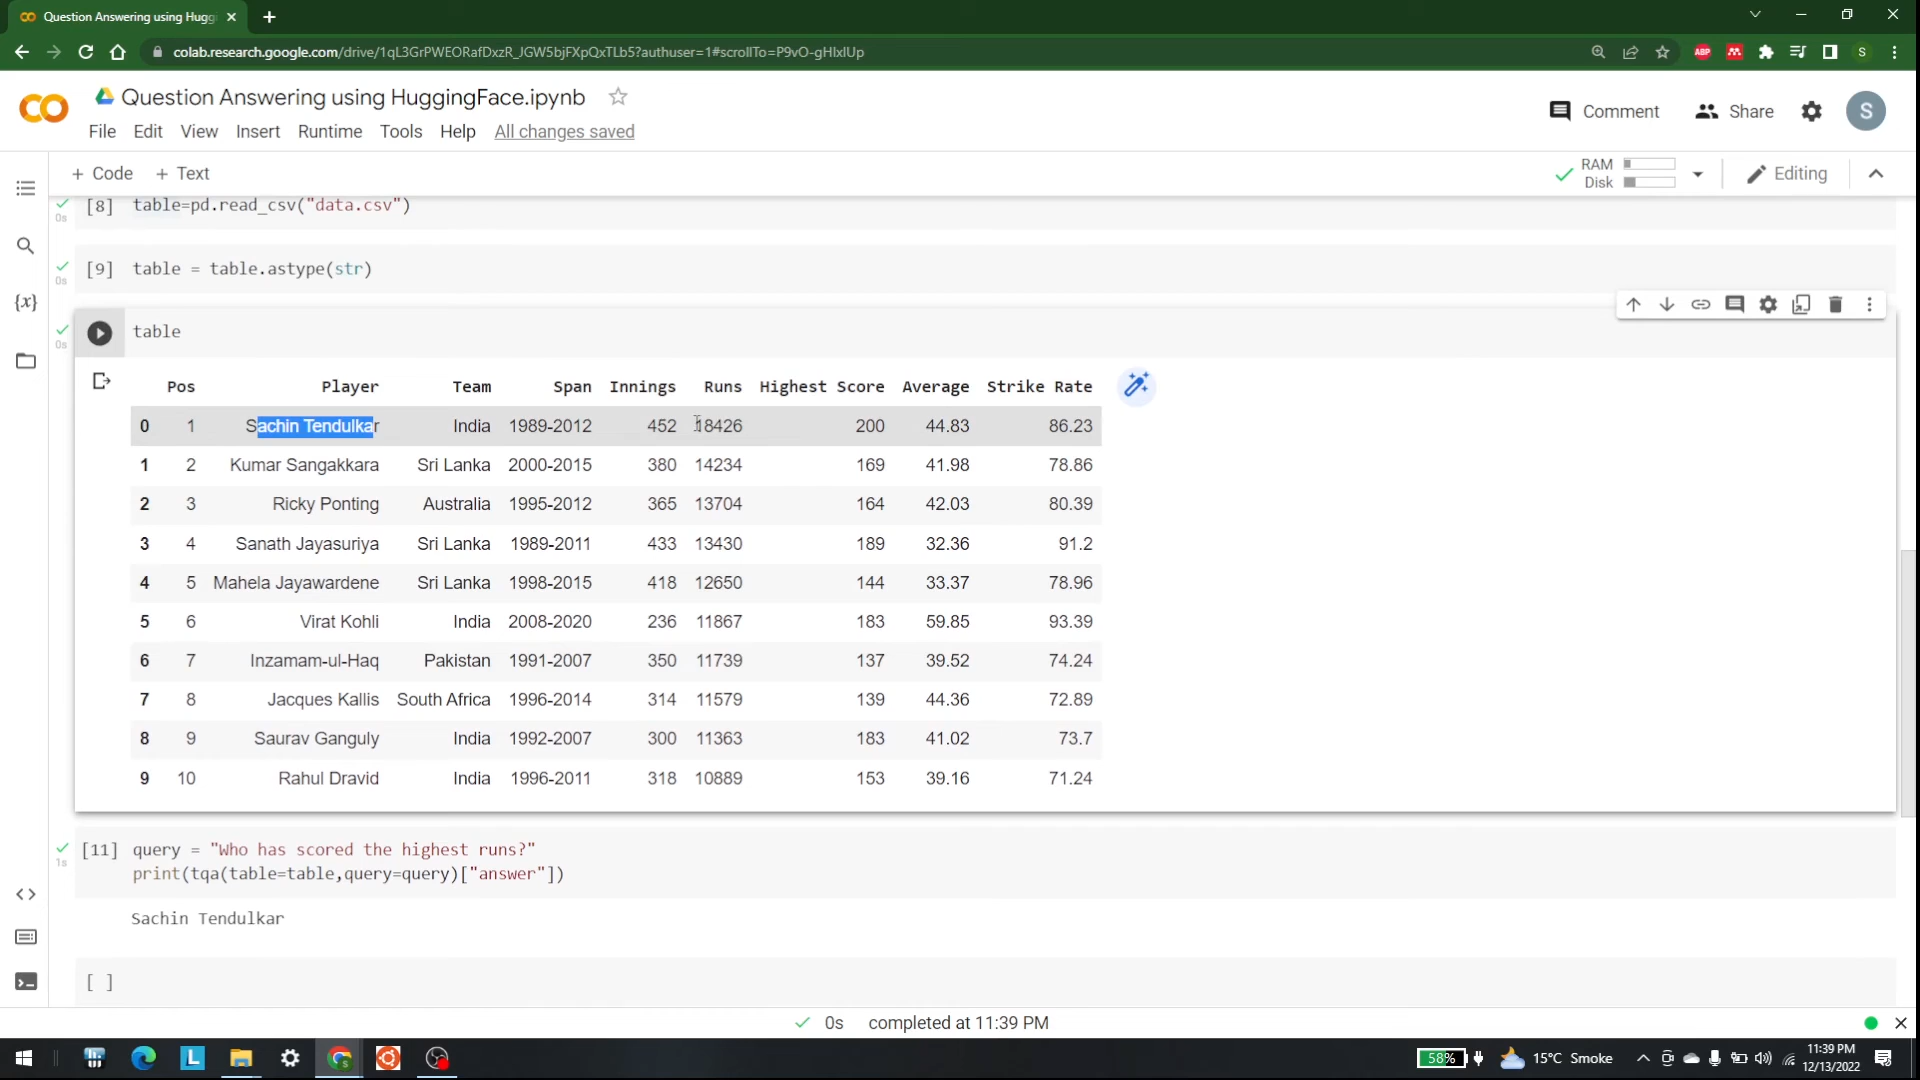 Question Answering using Hugg
colab.research.google.com/drive/1qL3GrPWEORafDxzR_JGW5bjFXpQxTLb5?authuser=1#scrollTo=P9vO-gHIxIUp
ABP
S
Question Answering using HuggingFace.ipynb
Comment
Share
S
File Edit View Insert Runtime Tools Help All changes saved
+ Code + Text
RAM
Disk
Editing
[8] table=pd.read_csv("data.csv")
0s
[9] table = table.astype(str)
0s
{x}
table
0s
Pos Player Team Span Innings Runs Highest Score Average Strike Rate
0 1 Sachin Tendulkar India 1989-2012 452 18426 200 44.83 86.23
1 2 Kumar Sangakkara Sri Lanka 2000-2015 380 14234 169 41.98 78.86
2 3 Ricky Ponting Australia 1995-2012 365 13704 164 42.03 80.39
3 4 Sanath Jayasuriya Sri Lanka 1989-2011 433 13430 189 32.36 91.2
4 5 Mahela Jayawardene Sri Lanka 1998-2015 418 12650 144 33.37 78.96
5 6 Virat Kohli India 2008-2020 236 11867 183 59.85 93.39
6 7 Inzamam-ul-Haq Pakistan 1991-2007 350 11739 137 39.52 74.24
7 8 Jacques Kallis South Africa 1996-2014 314 11579 139 44.36 72.89
8 9 Saurav Ganguly India 1992-2007 300 11363 183 41.02 73.7
9 10 Rahul Dravid India 1996-2011 318 10889 153 39.16 71.24
[11] query = "Who has scored the highest runs?"
1s
print(tqa(table=table,query=query)["answer"])
Sachin Tendulkar
[ ]
0s completed at 11:39 PM
L
58%
15°C Smoke
11:39 PM
12/13/2022